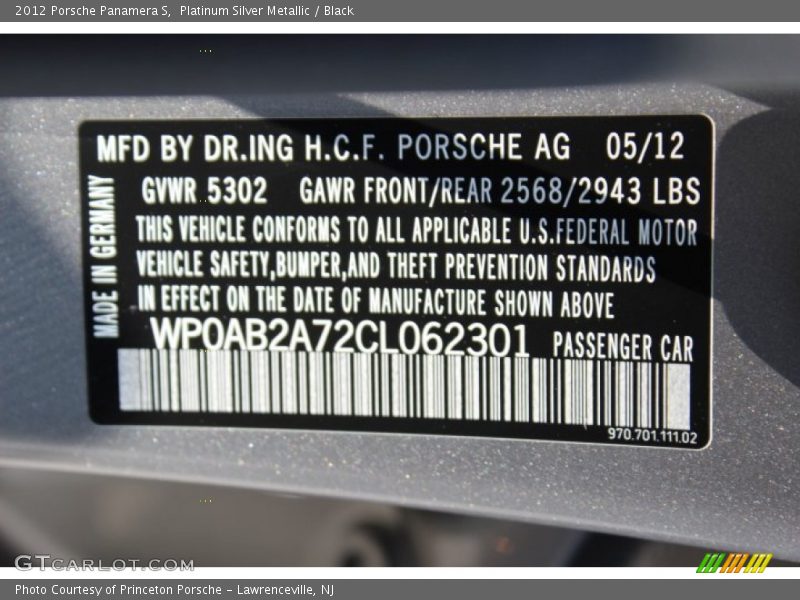 2012 Porsche Panamera S,  Platinum Silver Metallic / Black
MFD BY DR.ING H.C.F. PORSCHE AG 05/12
GVWR 5302 GAWR FRONT/REAR 2568/2943 LBS
THIS VEHICLE CONFORMS TO ALL APPLICABLE U.S.FEDERAL MOTOR
VEHICLE SAFETY,BUMPER,AND THEFT PREVENTION STANDARDS
IN EFFECT ON THE DATE OF MANUFACTURE SHOWN ABOVE
MADE IN GERMANY
WP0AB2A72CL062301 PASSENGER CAR
970.701.111.02
GTCARLOT.COM
Photo Courtesy of Princeton Porsche - Lawrenceville, NJ